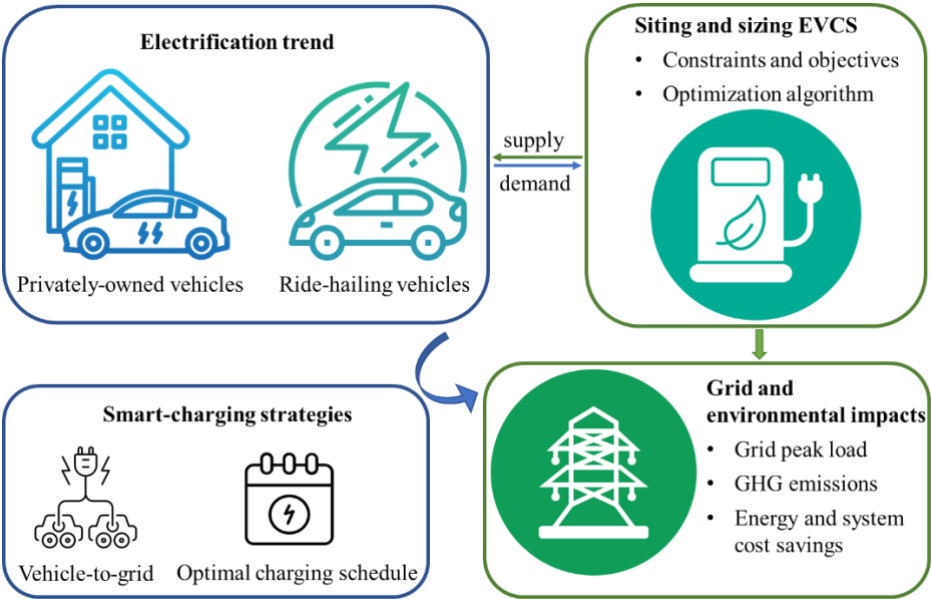 Electrification trend
Privately-owned vehicles
Ride-hailing vehicles
supply
demand
Siting and sizing EVCS
• Constraints and objectives
• Optimization algorithm
Smart-charging strategies
Vehicle-to-grid
Optimal charging schedule
Grid and
environmental impacts
• Grid peak load
• GHG emissions
• Energy and system
cost savings